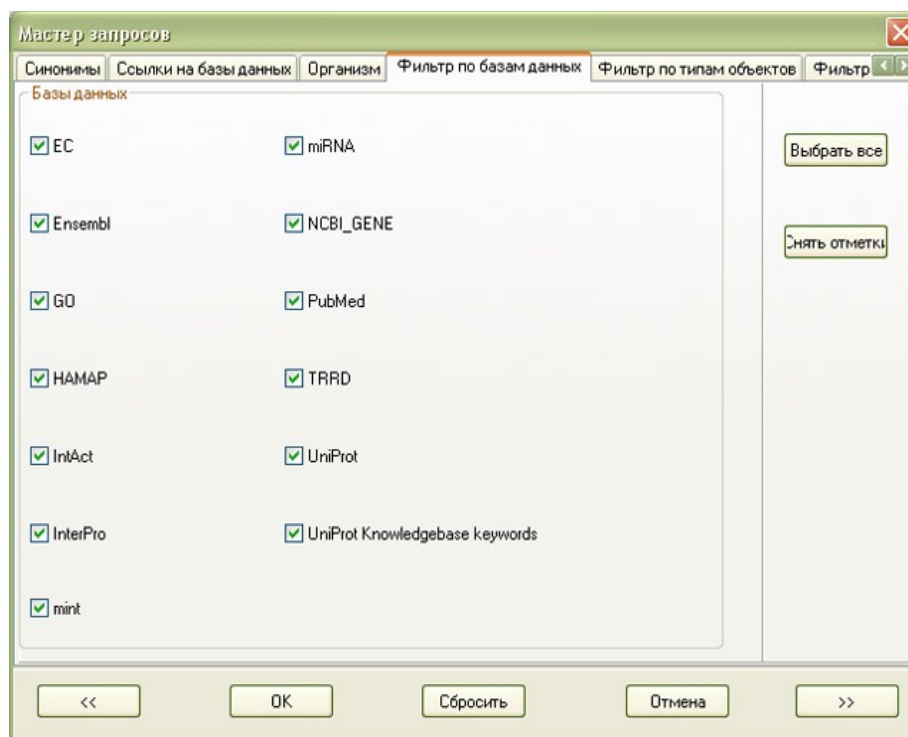 Мастер запросов
Синонимы Ссылки на базы данных Организм Фильтр по базам данных Фильтр по типам объектов Фильтр
Базы данных
EC miRNA
Выбрать все
Ensembl NCBI_GENE
Снять отметки
GO PubMed
HAMAP TRRD
IntAct UniProt
InterPro UniProt Knowledgebase keywords
mint
<< OK Сбросить Отмена >>